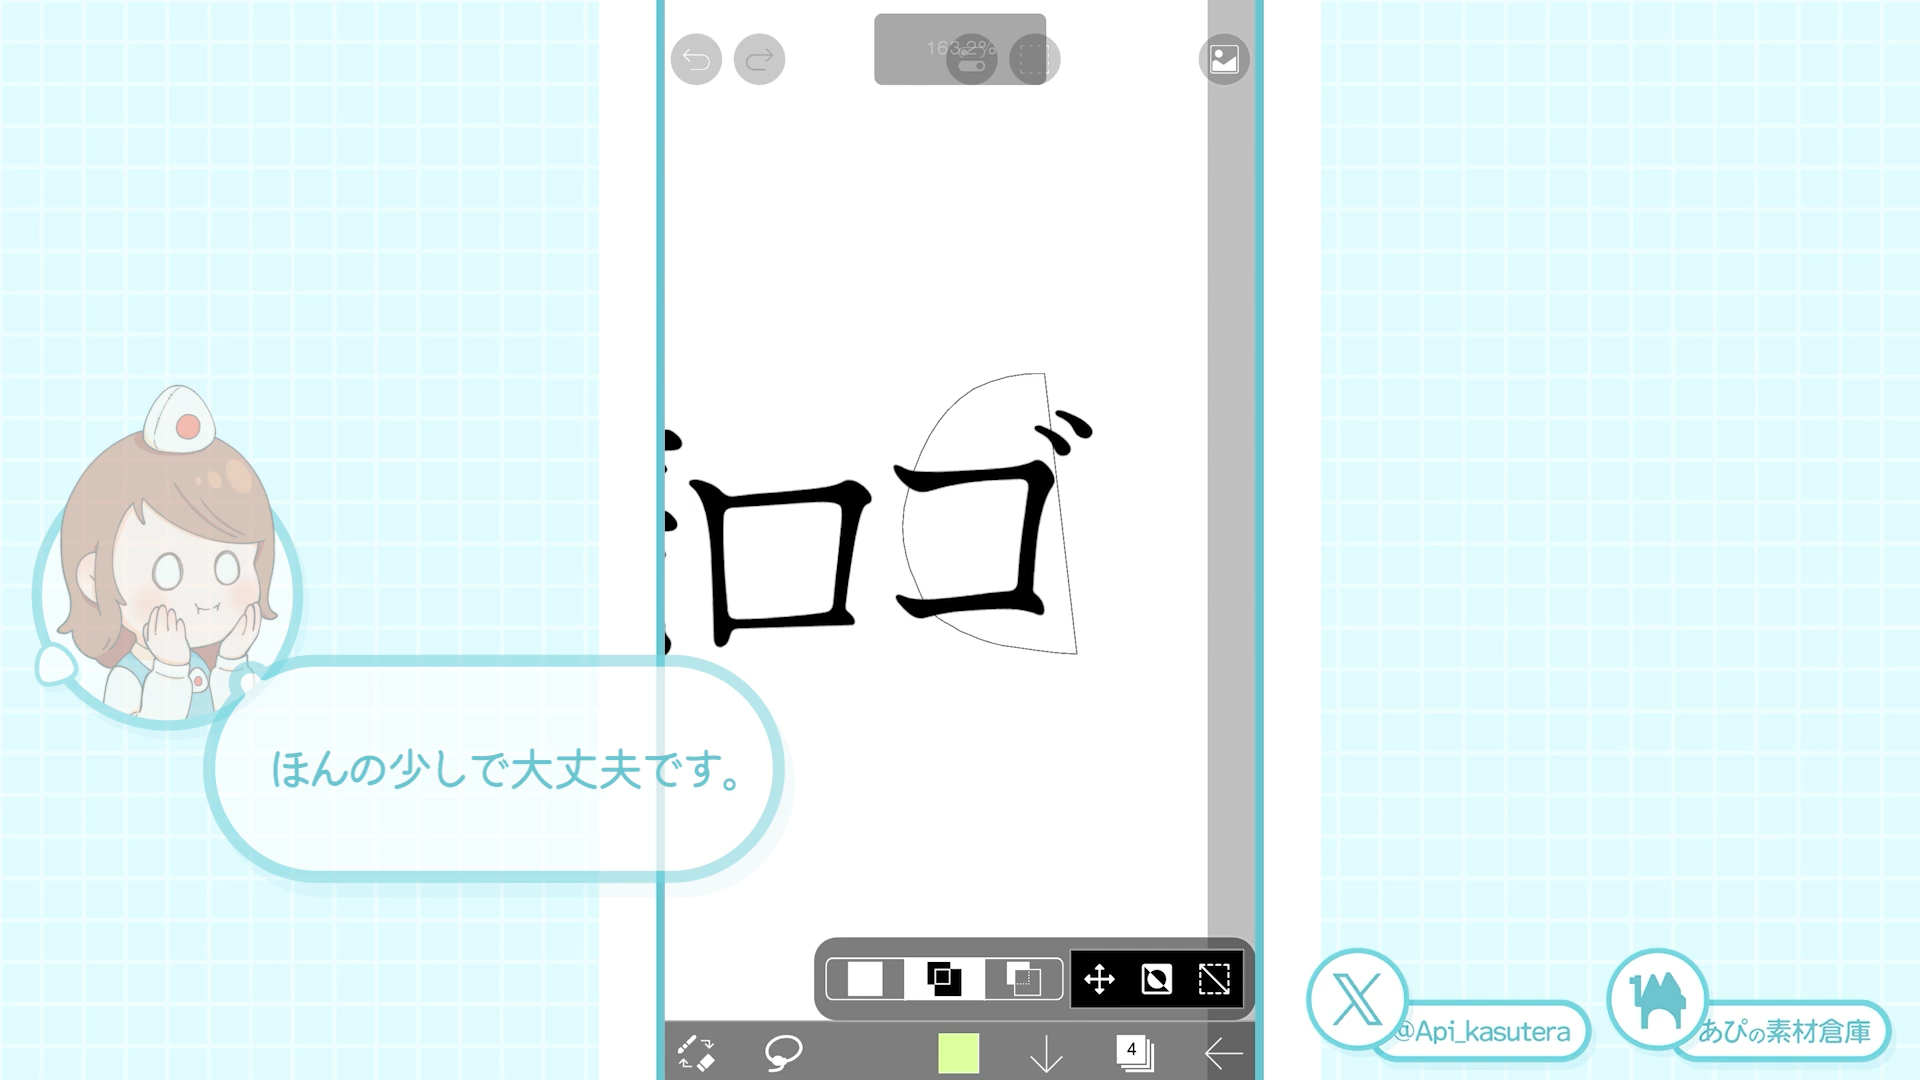 163.2%
ロゴ
ほんの少しで大丈夫です。
4
@Api_kasutera
あぴの素材倉庫